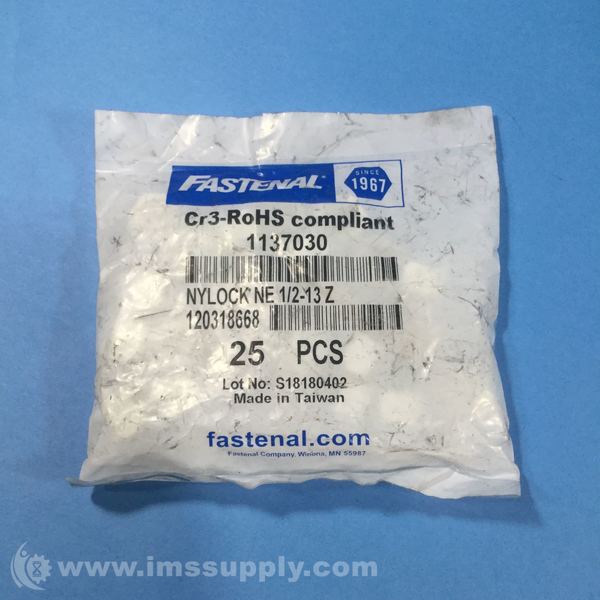 FASTENAL®
SINCE
1967
Cr3-RoHS compliant
1137030
NYLOCK NE 1/2-13 Z
120318668
25 PCS
Lot No: S18180402
Made in Taiwan
fastenal.com
Fastenal Company, Winona, MN 55987
www.imssupply.com